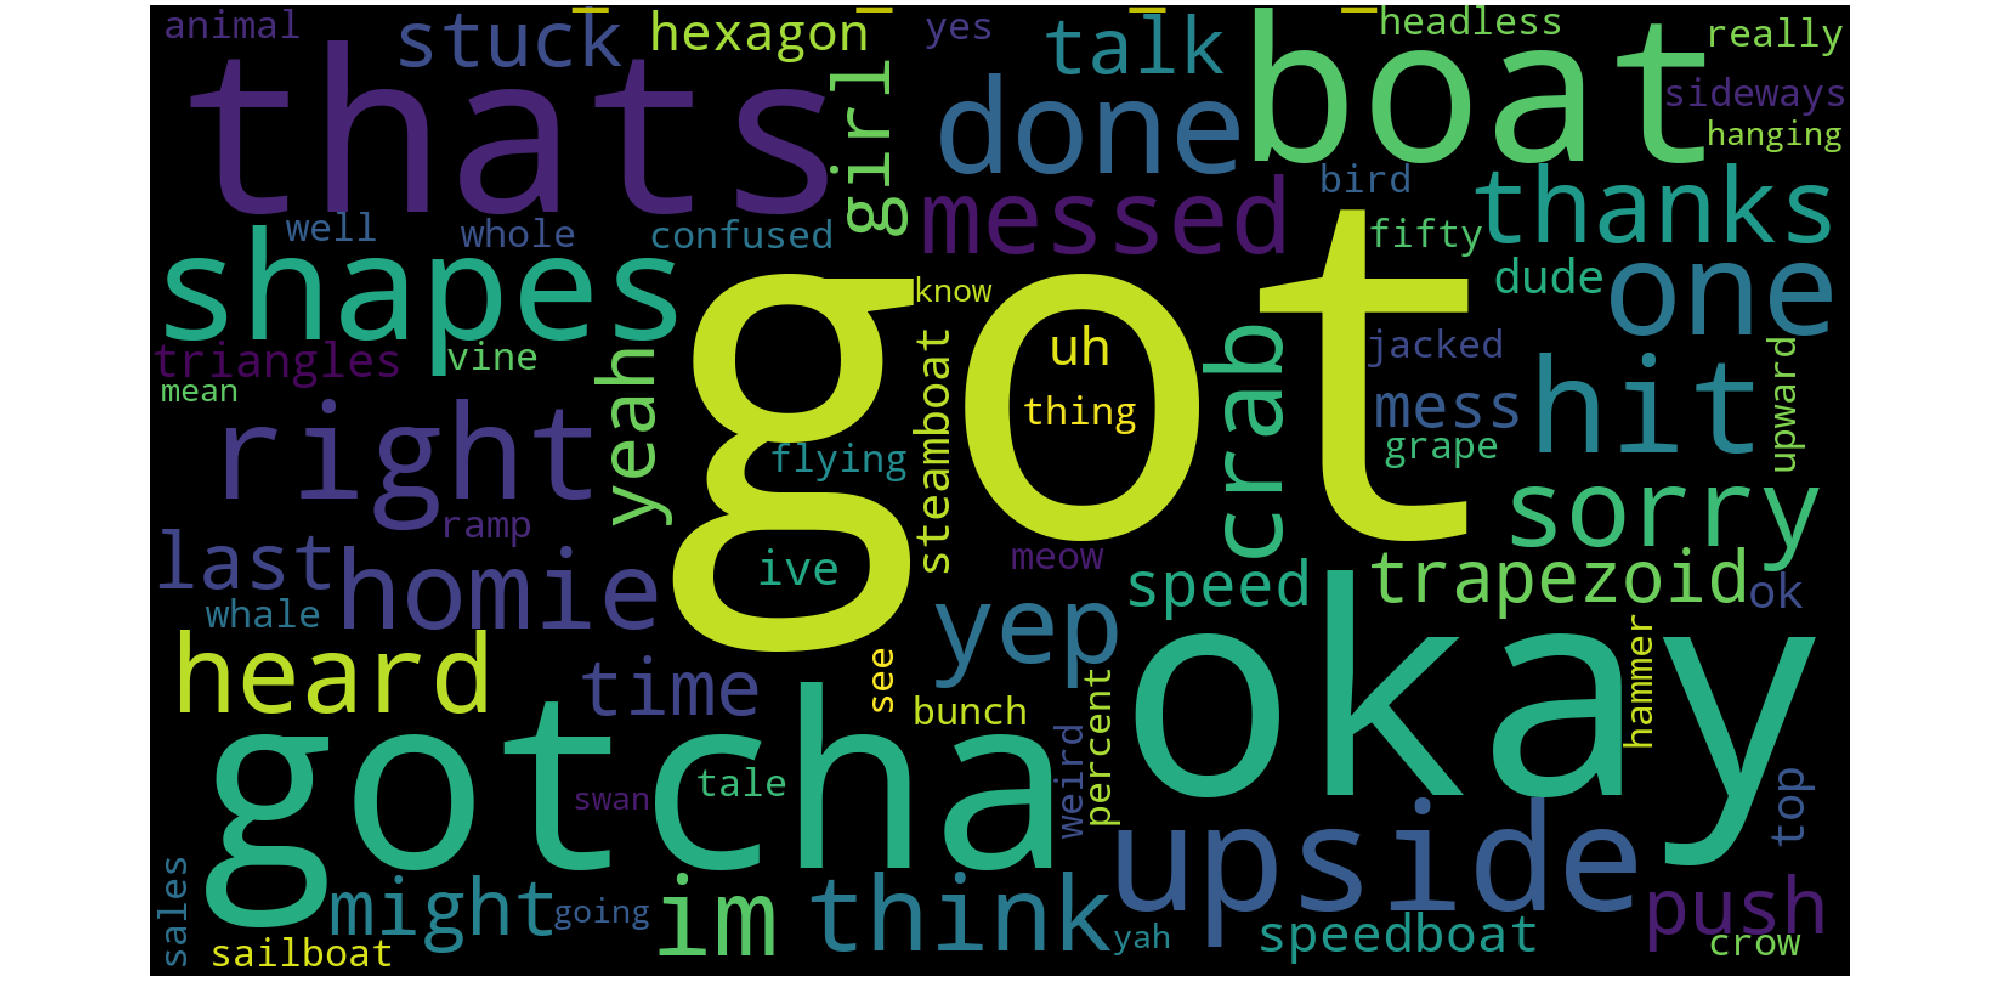 animal
stuck
hexagon
yes
talk
headless
really
thats
girl
done
boat
sideways
hanging
well
whole
confused
messed
bird
fifty
thanks
shapes
know
dude
one
triangles
vine
mean
yeah
got
uh
thing
steamboat
crab
jacked
mess
grape
hit
upward
right
flying
ramp
ive
meow
sorry
last
homie
whale
speed
trapezoid
ok
heard
time
see
yep
okay
hammer
bunch
percent
weird
gotcha
tale
swan
top
upside
sales
might
going
im
think
yah
speedboat
push
crow
sailboat